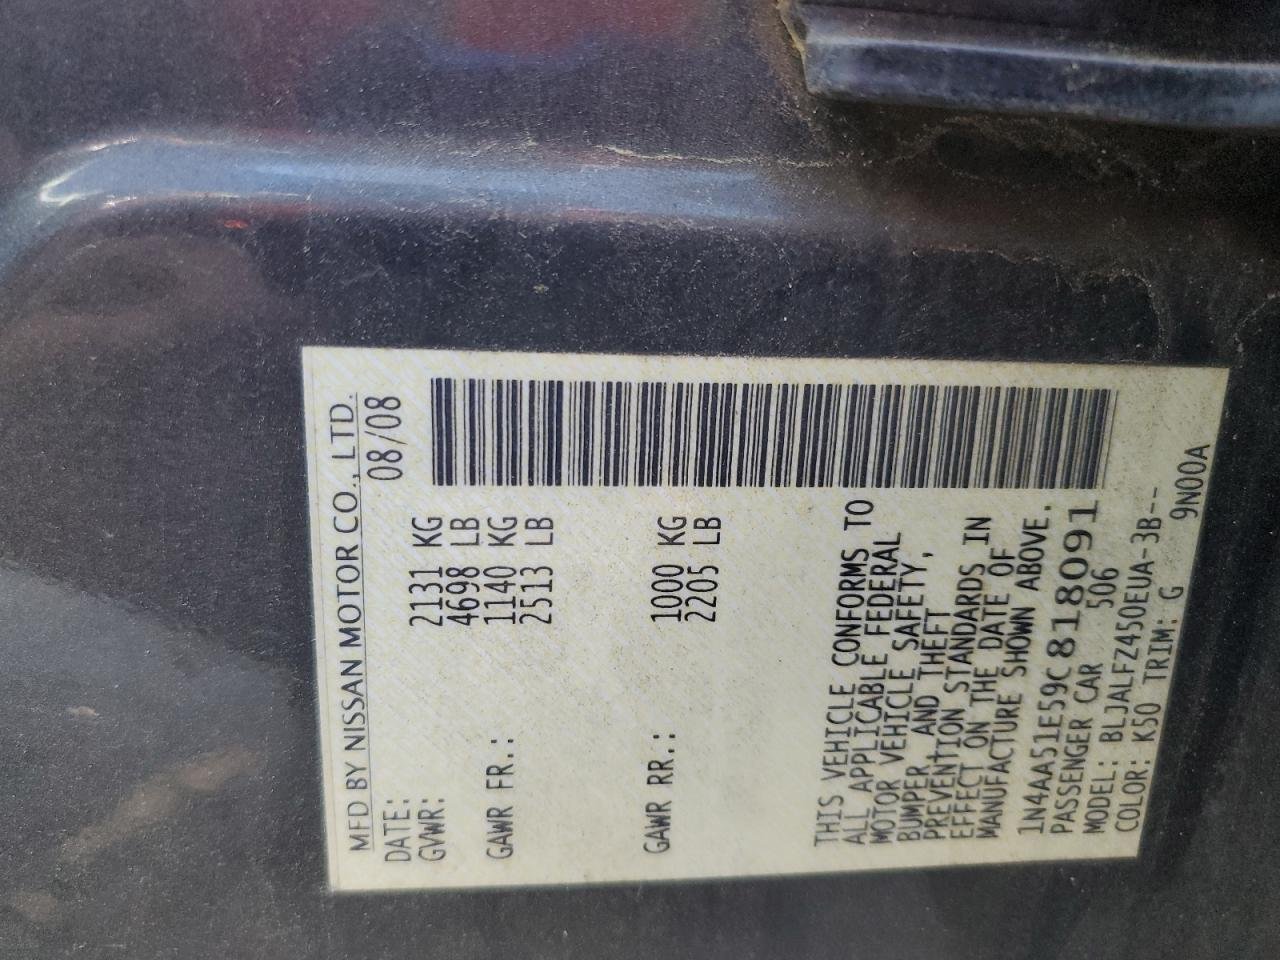 MFD BY NISSAN MOTOR CO., LTD.
DATE: 08/08
GVWR: 2131 KG
4698 LB
GAWR FR.: 1140 KG
2513 LB
GAWR RR.: 1000 KG
2205 LB
THIS VEHICLE CONFORMS TO
ALL APPLICABLE FEDERAL
MOTOR VEHICLE SAFETY,
BUMPER, AND THEFT
PREVENTION STANDARDS IN
EFFECT ON THE DATE OF
MANUFACTURE SHOWN ABOVE.
1N4AA51E59C818091
PASSENGER CAR 506
MODEL: BLJALFZ450EUA-3B--
COLOR: K50 TRIM: G 9N00A